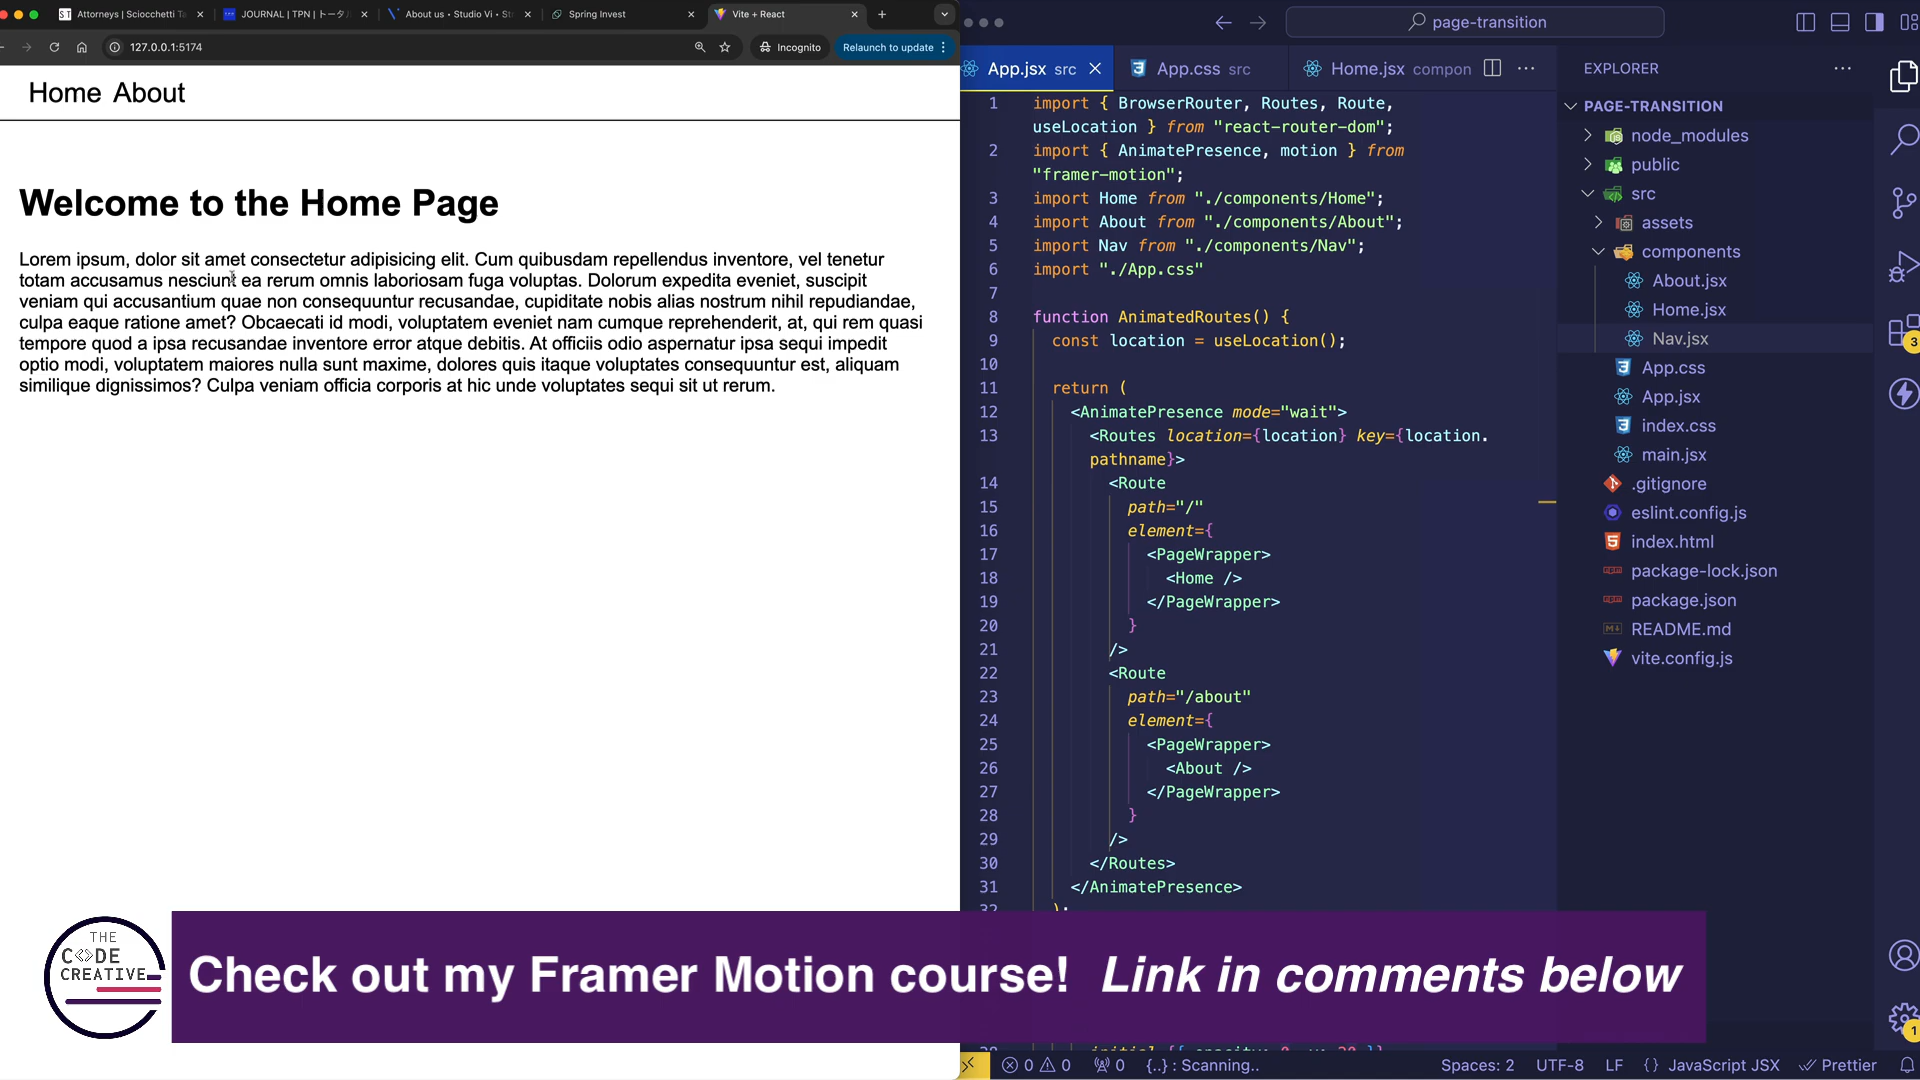 Attorneys | Sciocchetti Ta
JOURNAL | TPN | トータル
About us • Studio Vi • St
Spring Invest
Vite + React
127.0.0.1:5174
Incognito
Relaunch to update
Home About
Welcome to the Home Page
Lorem ipsum, dolor sit amet consectetur adipisicing elit. Cum quibusdam repellendus inventore, vel tenetur
totam accusamus nesciunt ea rerum omnis laboriosam fuga voluptas. Dolorum expedita eveniet, suscipit
veniam qui accusantium quae non consequuntur recusandae, cupiditate nobis alias nostrum nihil repudiandae,
culpa eaque ratione amet? Obcaecati id modi, voluptatem eveniet nam cumque reprehenderit, at, qui rem quasi
tempore quod a ipsa recusandae inventore error atque debitis. At officiis odio aspernatur ipsa sequi impedit
optio modi, voluptatem maiores nulla sunt maxime, dolores quis itaque voluptates consequuntur est, aliquam
similique dignissimos? Culpa veniam officia corporis at hic unde voluptates sequi sit ut rerum.
page-transition
App.jsx src
App.css src
Home.jsx compon
1 import { BrowserRouter, Routes, Route,
useLocation } from "react-router-dom";
2 import { AnimatePresence, motion } from
"framer-motion";
3 import Home from "./components/Home";
4 import About from "./components/About";
5 import Nav from "./components/Nav";
6 import "./App.css"
7
8 function AnimatedRoutes() {
9 const location = useLocation();
10
11 return (
12 <AnimatePresence mode="wait">
13 <Routes location={location} key={location.
pathname}>
14 <Route
15 path="/"
16 element={
17 <PageWrapper>
18 <Home />
19 </PageWrapper>
20 }
21 />
22 <Route
23 path="/about"
24 element={
25 <PageWrapper>
26 <About />
27 </PageWrapper>
28 }
29 />
30 </Routes>
31 </AnimatePresence>
32 );
EXPLORER
PAGE-TRANSITION
node_modules
public
src
assets
components
About.jsx
Home.jsx
Nav.jsx
App.css
App.jsx
index.css
main.jsx
.gitignore
eslint.config.js
index.html
package-lock.json
package.json
README.md
vite.config.js
3
THE
C<>DE
CREATIVE
Check out my Framer Motion course! Link in comments below
1
0 0 0 {..} : Scanning..
Spaces: 2 UTF-8 LF {} JavaScript JSX Prettier